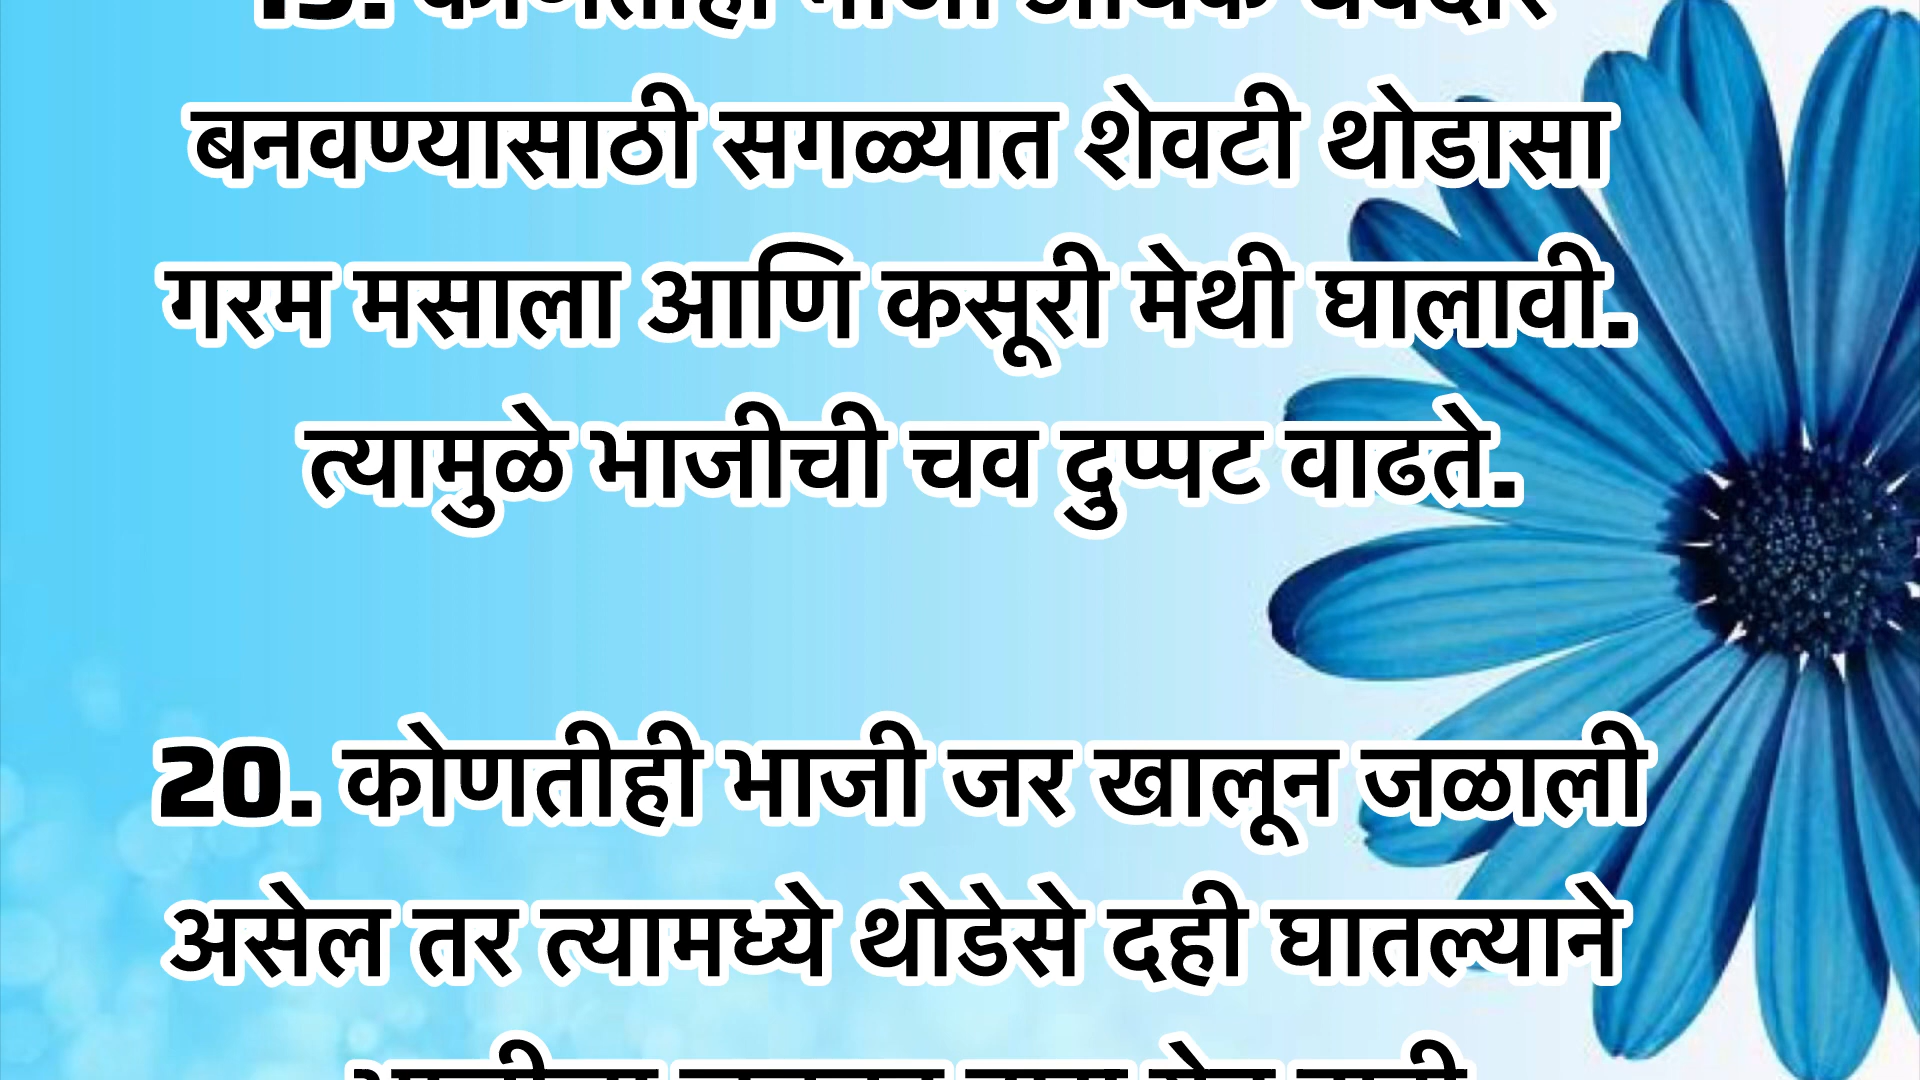 बनवण्यासाठी सगळ्यात शेवटी थोडासा
गरम मसाला आणि कसूरी मेथी घालावी.
त्यामुळे भाजीची चव दुप्पट वाढते.
20. कोणतीही भाजी जर खालून जळाली
असेल तर त्यामध्ये थोडेसे दही घातल्याने